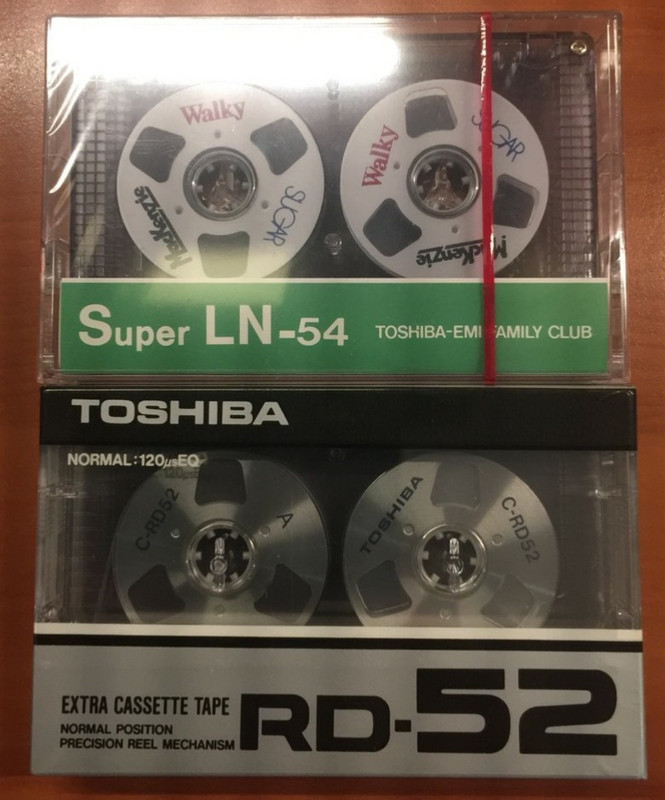 Walky
SUGAR
MacKenzie
Walky
SUGAR
MacKenzie
Super LN-54
TOSHIBA-EMI FAMILY CLUB
TOSHIBA
NORMAL:120μsEQ
C-RD52
A
TOSHIBA
C-RD52
EXTRA CASSETTE TAPE
NORMAL POSITION
PRECISION REEL MECHANISM
RD-52